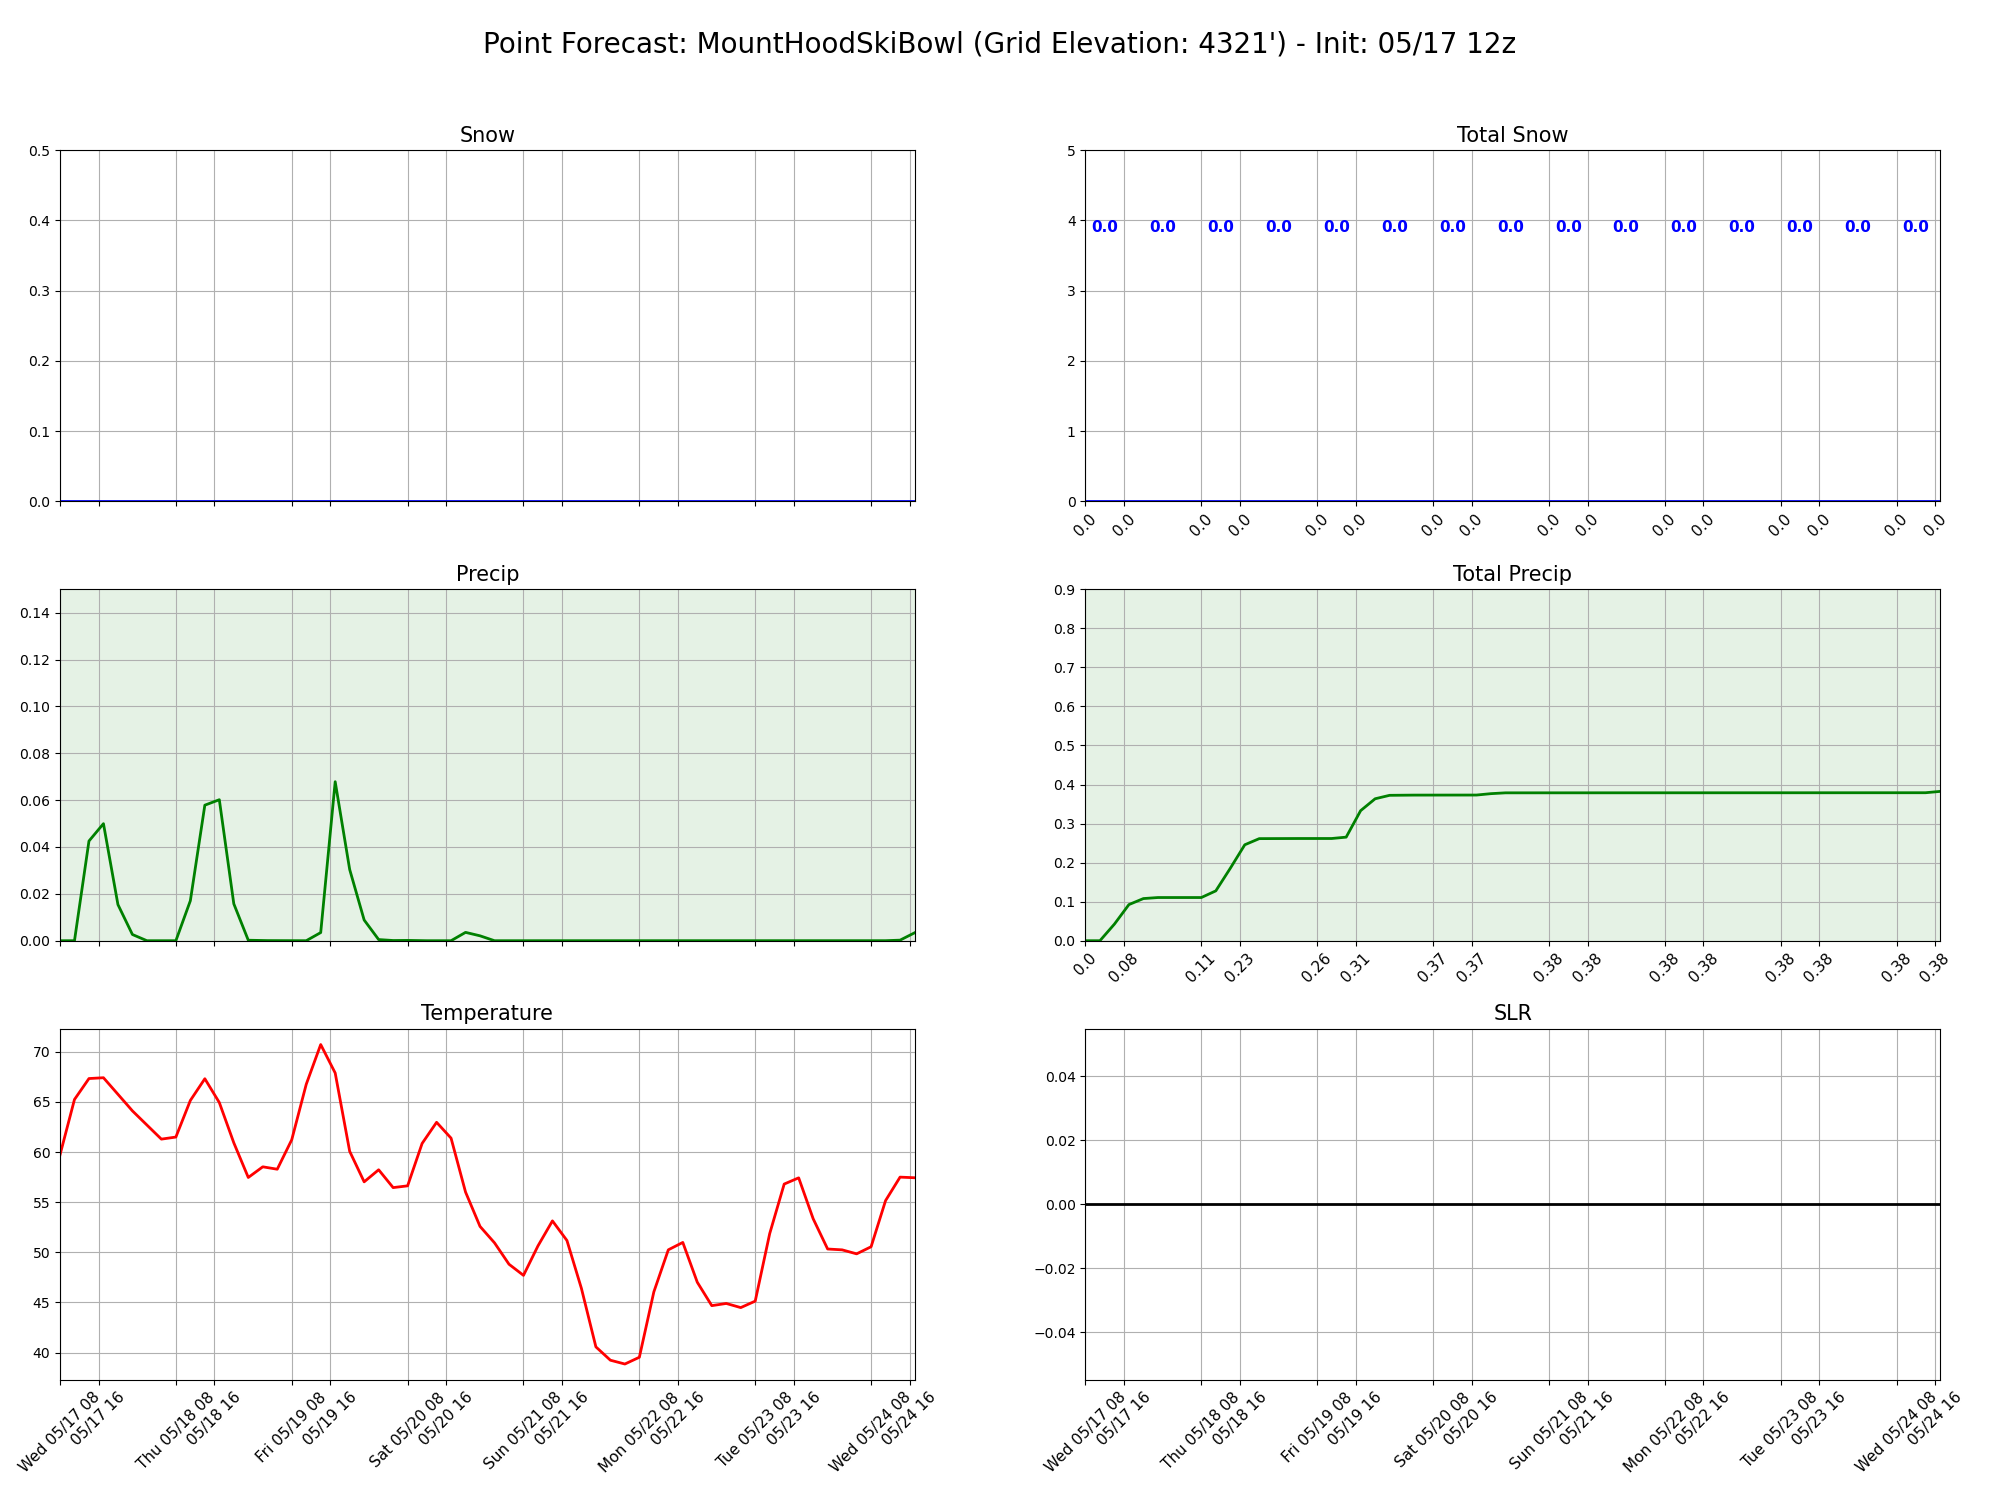 Point Forecast: MountHoodSkiBowl (Grid Elevation: 4321') - Init: 05/17 12z
Snow
0.5
0.4
0.3
0.2
0.1
0.0
Total Snow
5
4
3
2
1
0
0.0 0.0 0.0 0.0 0.0 0.0 0.0 0.0 0.0 0.0 0.0 0.0 0.0 0.0 0.0
0.0 0.0 0.0 0.0 0.0 0.0 0.0 0.0 0.0 0.0 0.0 0.0 0.0 0.0 0.0 0.0
Precip
0.14
0.12
0.10
0.08
0.06
0.04
0.02
0.00
Total Precip
0.9
0.8
0.7
0.6
0.5
0.4
0.3
0.2
0.1
0.0
0.0 0.08 0.11 0.23 0.26 0.31 0.37 0.37 0.38 0.38 0.38 0.38 0.38 0.38 0.38 0.38
Temperature
70
65
60
55
50
45
40
Wed 05/17 08
05/17 16
Thu 05/18 08
05/18 16
Fri 05/19 08
05/19 16
Sat 05/20 08
05/20 16
Sun 05/21 08
05/21 16
Mon 05/22 08
05/22 16
Tue 05/23 08
05/23 16
Wed 05/24 08
05/24 16
SLR
0.04
0.02
0.00
−0.02
−0.04
Wed 05/17 08
05/17 16
Thu 05/18 08
05/18 16
Fri 05/19 08
05/19 16
Sat 05/20 08
05/20 16
Sun 05/21 08
05/21 16
Mon 05/22 08
05/22 16
Tue 05/23 08
05/23 16
Wed 05/24 08
05/24 16